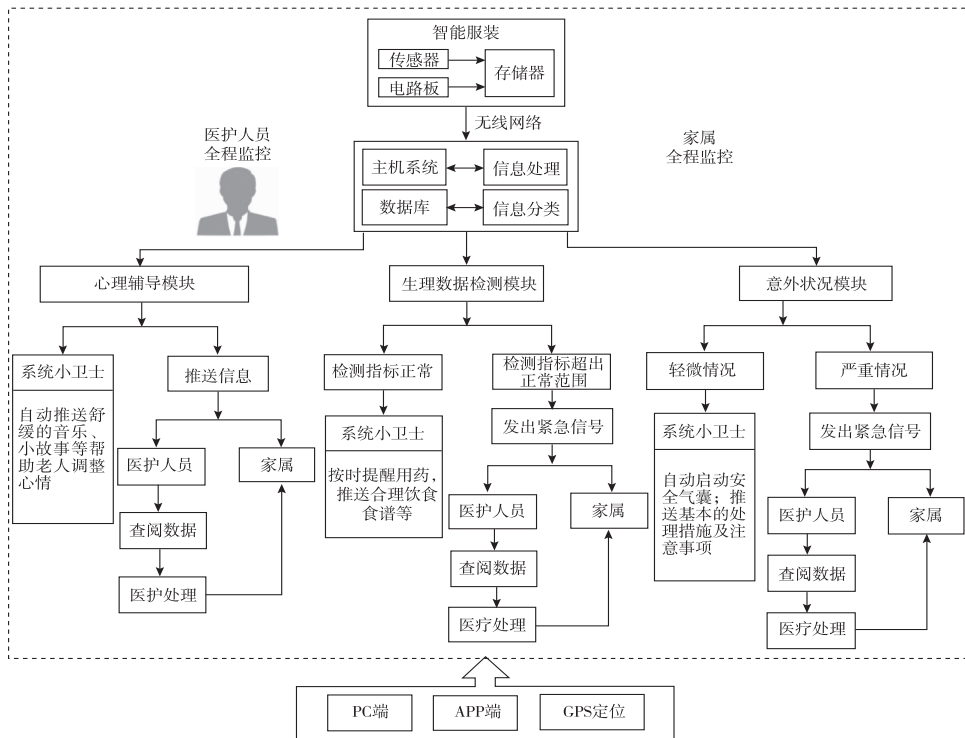 智能服装
传感器
电路板
存储器
无线网络
医护人员
全程监控
家属
全程监控
主机系统
信息处理
数据库
信息分类
心理辅导模块
生理数据检测模块
意外状况模块
系统小卫士
自动推送舒
缓的音乐、
小故事等帮
助老人调整
心情
推送信息
医护人员
家属
查阅数据
医护处理
检测指标正常
系统小卫士
按时提醒用药，
推送合理饮食
食谱等
检测指标超出
正常范围
发出紧急信号
医护人员
家属
查阅数据
医疗处理
轻微情况
系统小卫士
自动启动安
全气囊；推
送基本的处
理措施及注
意事项
严重情况
发出紧急信号
医护人员
家属
查阅数据
医疗处理
PC端
APP端
GPS定位